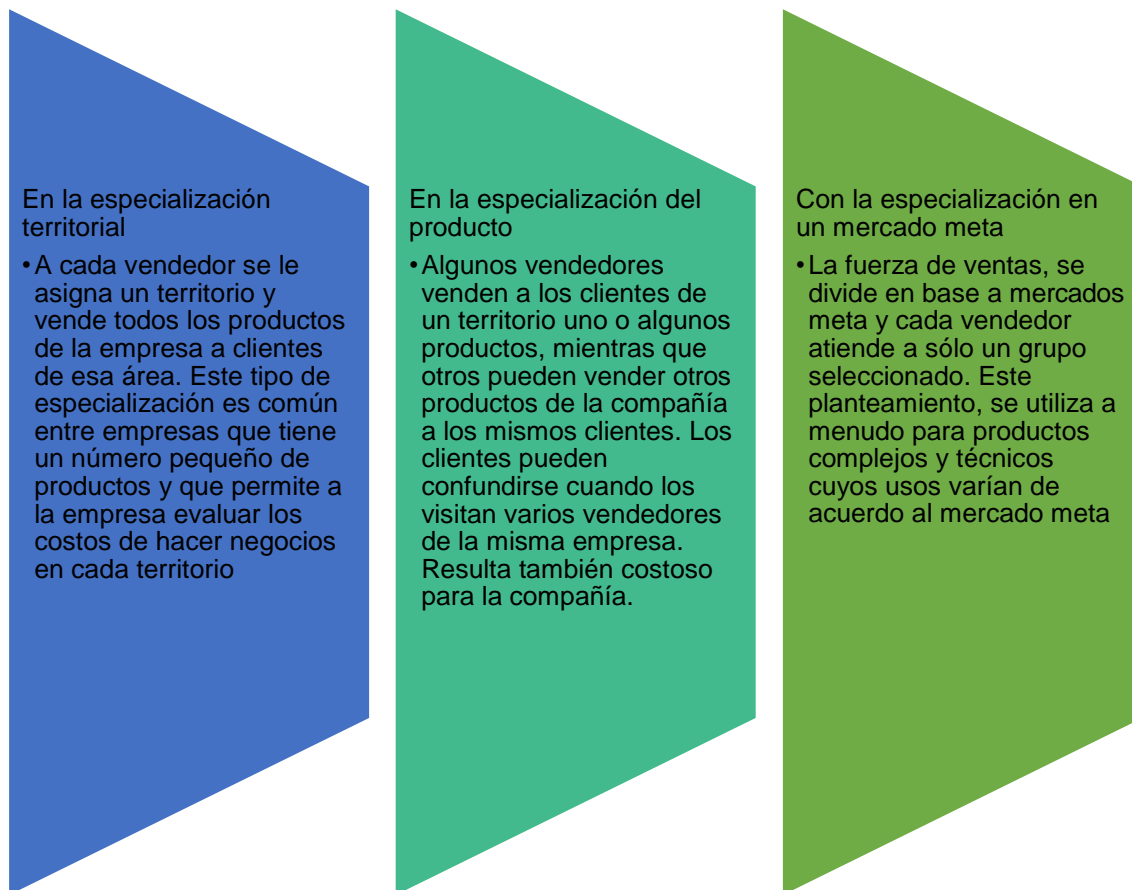 En la especialización
territorial
•A cada vendedor se le
asigna un territorio y
vende todos los productos
de la empresa a clientes
de esa área. Este tipo de
especialización es común
entre empresas que tiene
un número pequeño de
productos y que permite a
la empresa evaluar los
costos de hacer negocios
en cada territorio
En la especialización del
producto
•Algunos vendedores
venden a los clientes de
un territorio uno o algunos
productos, mientras que
otros pueden vender otros
productos de la compañía
a los mismos clientes. Los
clientes pueden
confundirse cuando los
visitan varios vendedores
de la misma empresa.
Resulta también costoso
para la compañía.
Con la especialización en
un mercado meta
•La fuerza de ventas, se
divide en base a mercados
meta y cada vendedor
atiende a sólo un grupo
seleccionado. Este
planteamiento, se utiliza a
menudo para productos
complejos y técnicos
cuyos usos varían de
acuerdo al mercado meta